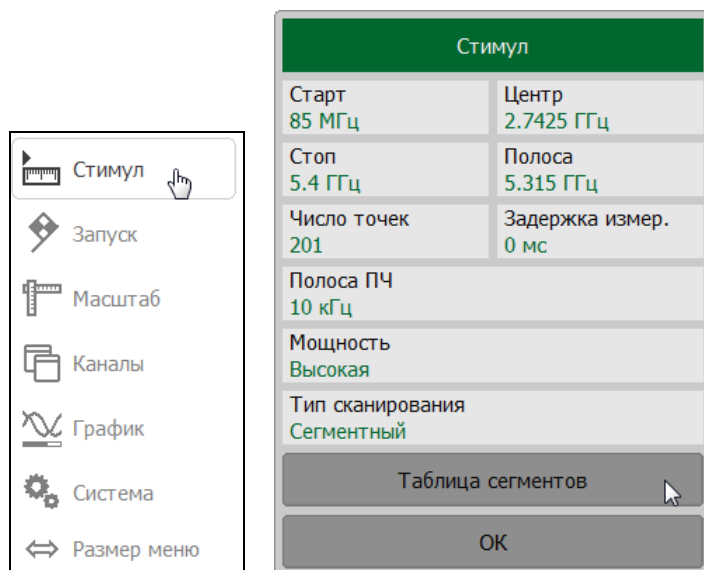 Стимул
Запуск
Масштаб
Каналы
График
Система
Размер меню
Стимул
Старт
85 МГц
Центр
2.7425 ГГц
Стоп
5.4 ГГц
Полоса
5.315 ГГц
Число точек
201
Задержка измер.
0 мс
Полоса ПЧ
10 кГц
Мощность
Высокая
Тип сканирования
Сегментный
Таблица сегментов
ОК